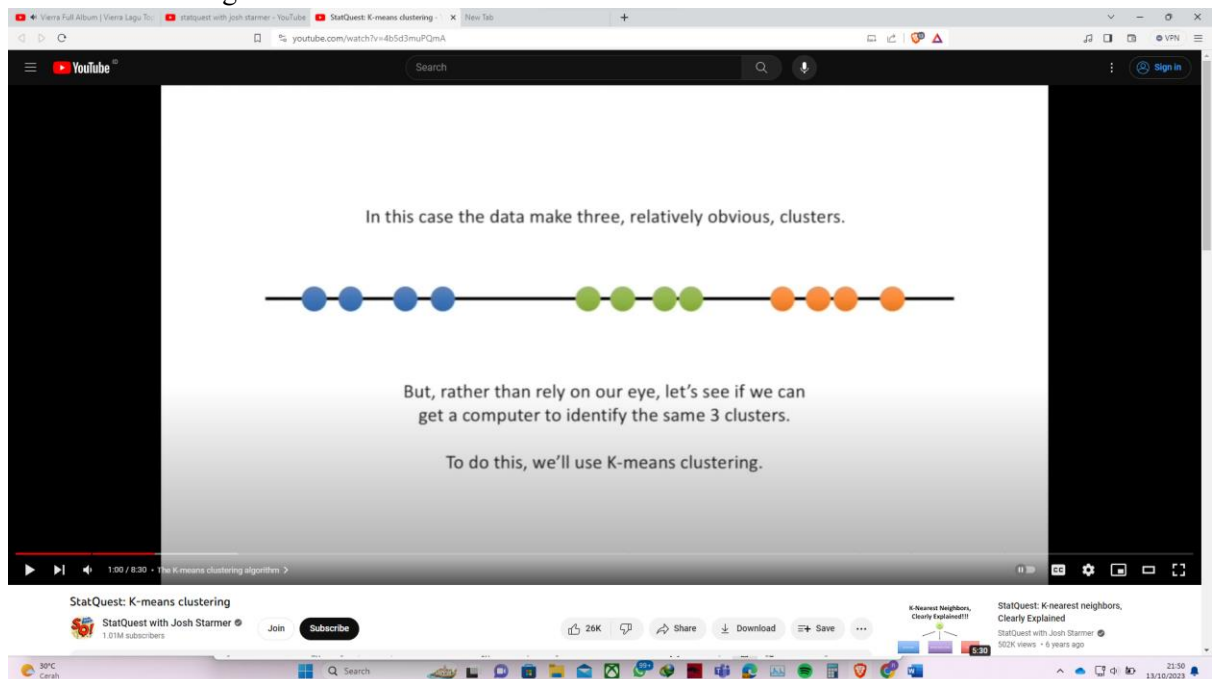 Vierra Full Album | Vierra Lagu To
statquest with josh starmer - YouTube
StatQuest: K-means clustering -
New Tab
youtube.com/watch?v=4b5d3muPQmA
VPN
YouTube ID
Search
Sign in
In this case the data make three, relatively obvious, clusters.
But, rather than rely on our eye, let's see if we can
get a computer to identify the same 3 clusters.
To do this, we'll use K-means clustering.
1:00 / 8:30 • The K-means clustering algorithm
CC
StatQuest: K-means clustering
StatQuest with Josh Starmer
1.01M subscribers
Join
Subscribe
26K
Share
Download
Save
K-Nearest Neighbors,
Clearly Explained!!!
5:30
StatQuest: K-nearest neighbors,
Clearly Explained
StatQuest with Josh Starmer
502K views • 6 years ago
30°C
Cerah
Search
21:50
13/10/2023